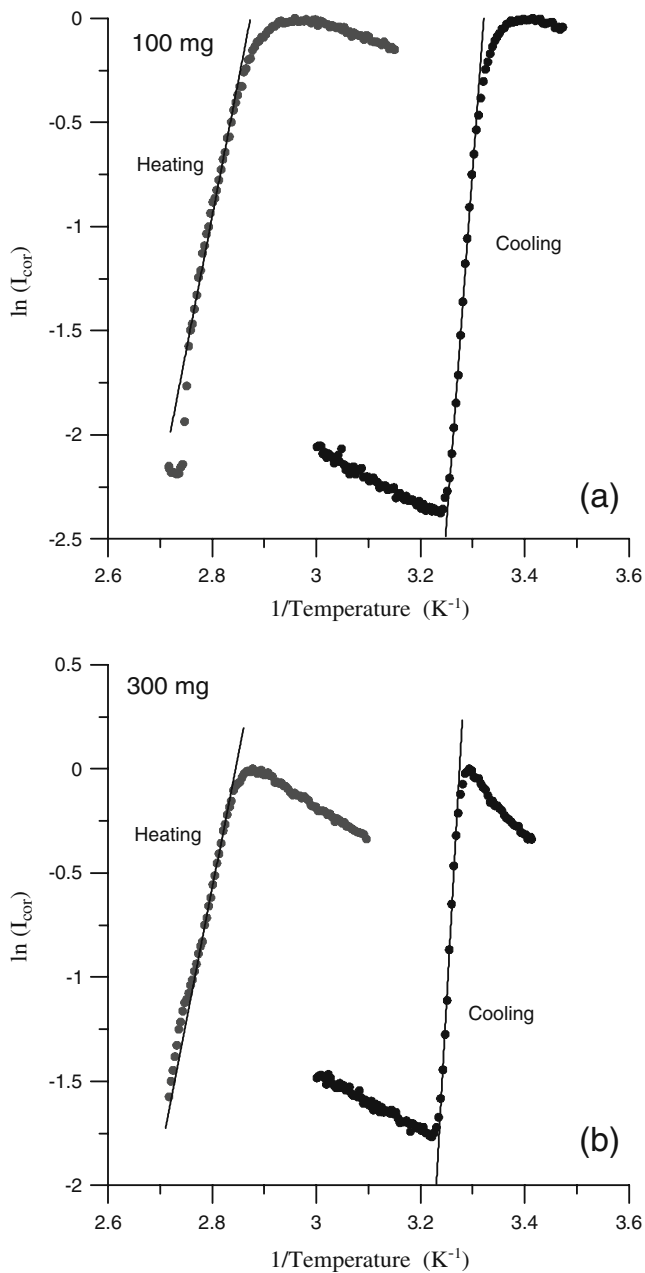 0
100 mg
-0.5
Heating
ln (I_cor)
-1
Cooling
-1.5
-2
(a)
-2.5
2.6 2.8 3 3.2 3.4 3.6
1/Temperature (K⁻¹)
0.5
300 mg
0
Heating
-0.5
ln (I_cor)
-1
Cooling
-1.5
(b)
-2
2.6 2.8 3 3.2 3.4 3.6
1/Temperature (K⁻¹)